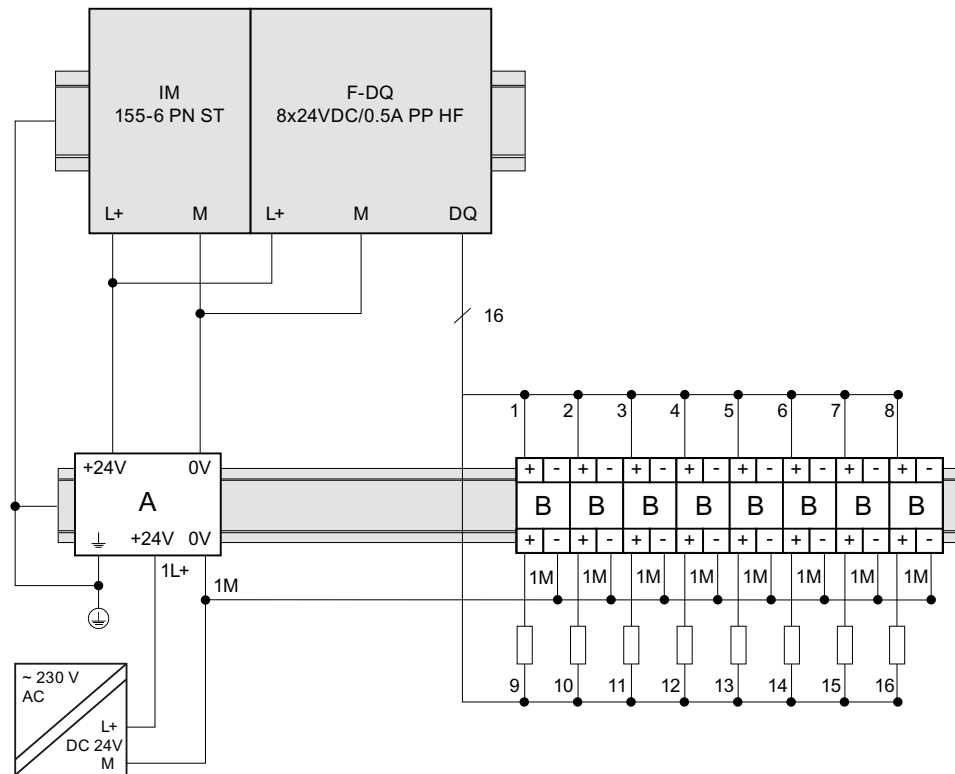 IM F-DQ
155-6 PN ST 8x24VDC/0.5A PP HF
L+ M L+ M DQ
16
1 2 3 4 5 6 7 8
+24V 0V + - + - + - + - + - + - + - + -
A B B B B B B B B
+24V 0V + - + - + - + - + - + - + - + -
1L+ 1M 1M 1M 1M 1M 1M 1M 1M 1M
~ 230 V
AC
9 10 11 12 13 14 15 16
L+
DC 24V
M